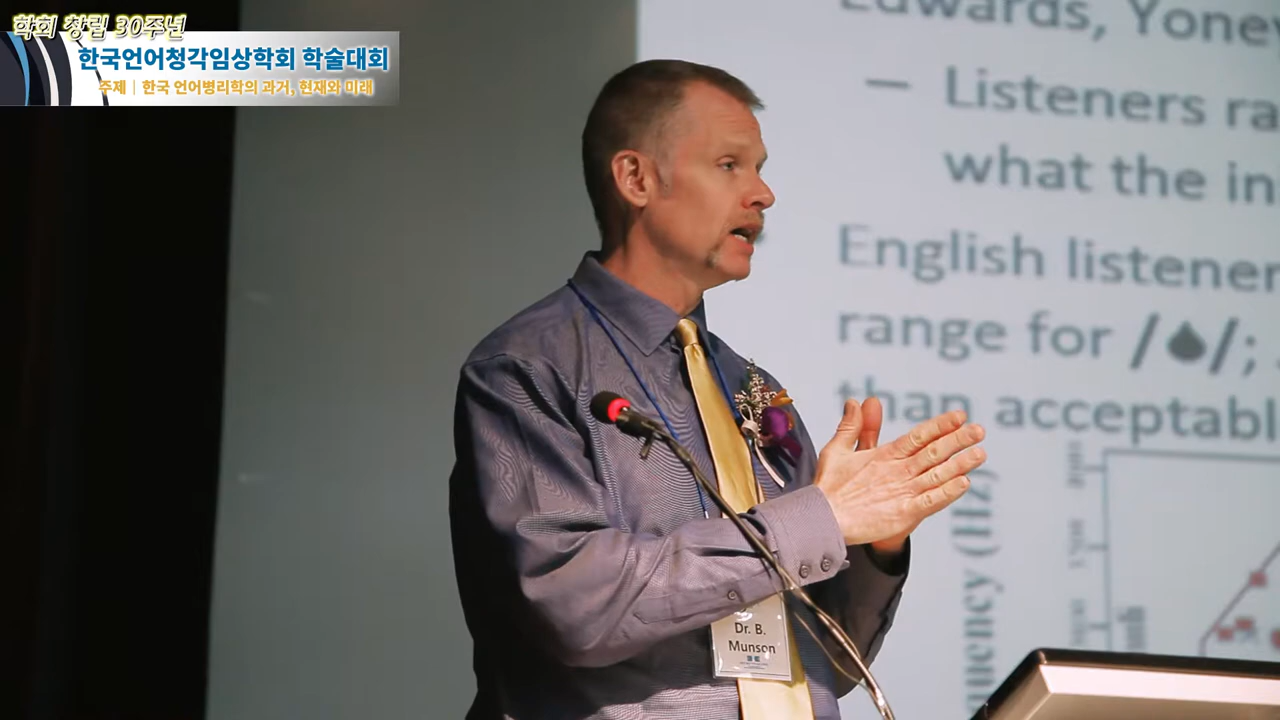 학회 창립 30주년
한국언어청각임상학회 학술대회
주제 | 한국 언어병리학의 과거, 현재와 미래
Edwards, Yoney
— Listeners ra
what the in
English listener
range for /♠/;
than acceptabl
(Hz)
Dr. B.
Munson